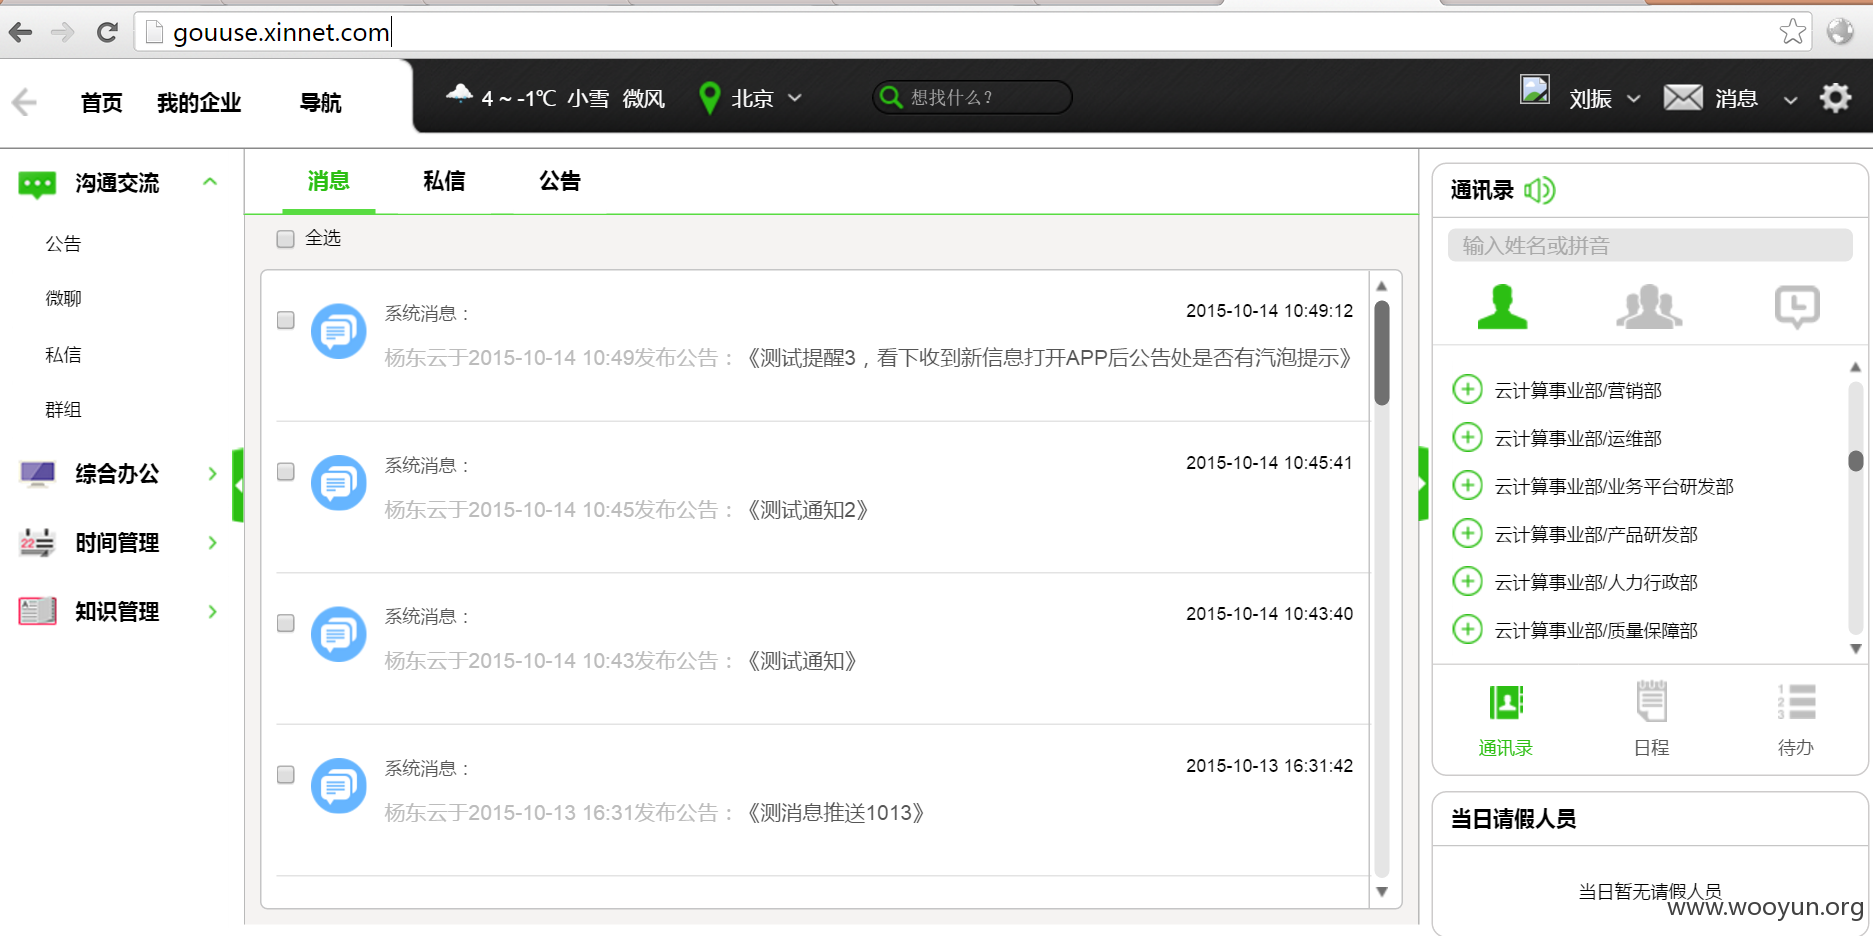 gouuse.xinnet.com
首页 我的企业 导航
4 ~ -1℃ 小雪 微风 北京 想找什么? 刘振 消息
沟通交流
公告
微聊
私信
群组
综合办公
时间管理
知识管理
消息 私信 公告
全选
系统消息： 2015-10-14 10:49:12
杨东云于2015-10-14 10:49发布公告：《测试提醒3，看下收到新信息打开APP后公告处是否有汽泡提示》
系统消息： 2015-10-14 10:45:41
杨东云于2015-10-14 10:45发布公告：《测试通知2》
系统消息： 2015-10-14 10:43:40
杨东云于2015-10-14 10:43发布公告：《测试通知》
系统消息： 2015-10-13 16:31:42
杨东云于2015-10-13 16:31发布公告：《测消息推送1013》
通讯录
输入姓名或拼音
云计算事业部/营销部
云计算事业部/运维部
云计算事业部/业务平台研发部
云计算事业部/产品研发部
云计算事业部/人力行政部
云计算事业部/质量保障部
通讯录 日程 待办
当日请假人员
当日暂无请假人员
www.wooyun.org